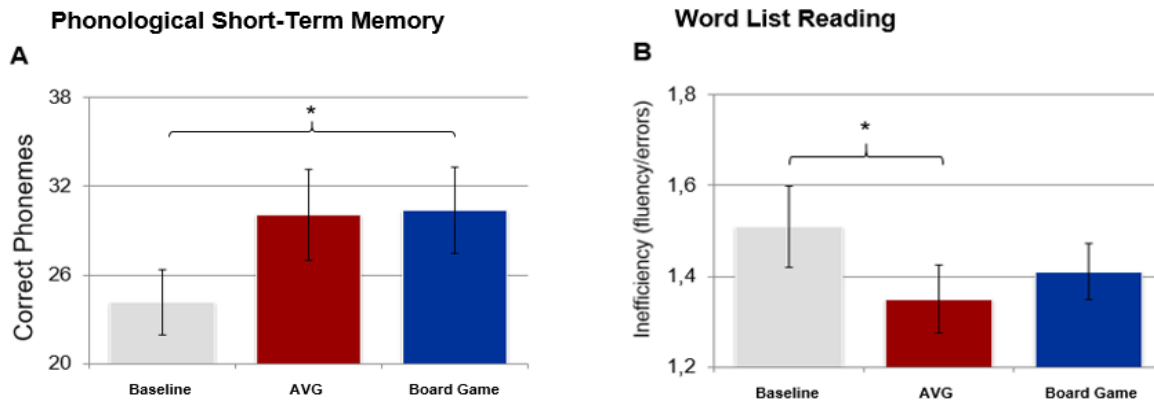 Phonological Short-Term Memory
A
Correct Phonemes
38
32
26
20
*
Baseline
AVG
Board Game
Word List Reading
B
Inefficiency (fluency/errors)
1,8
1,6
1,4
1,2
*
Baseline
AVG
Board Game